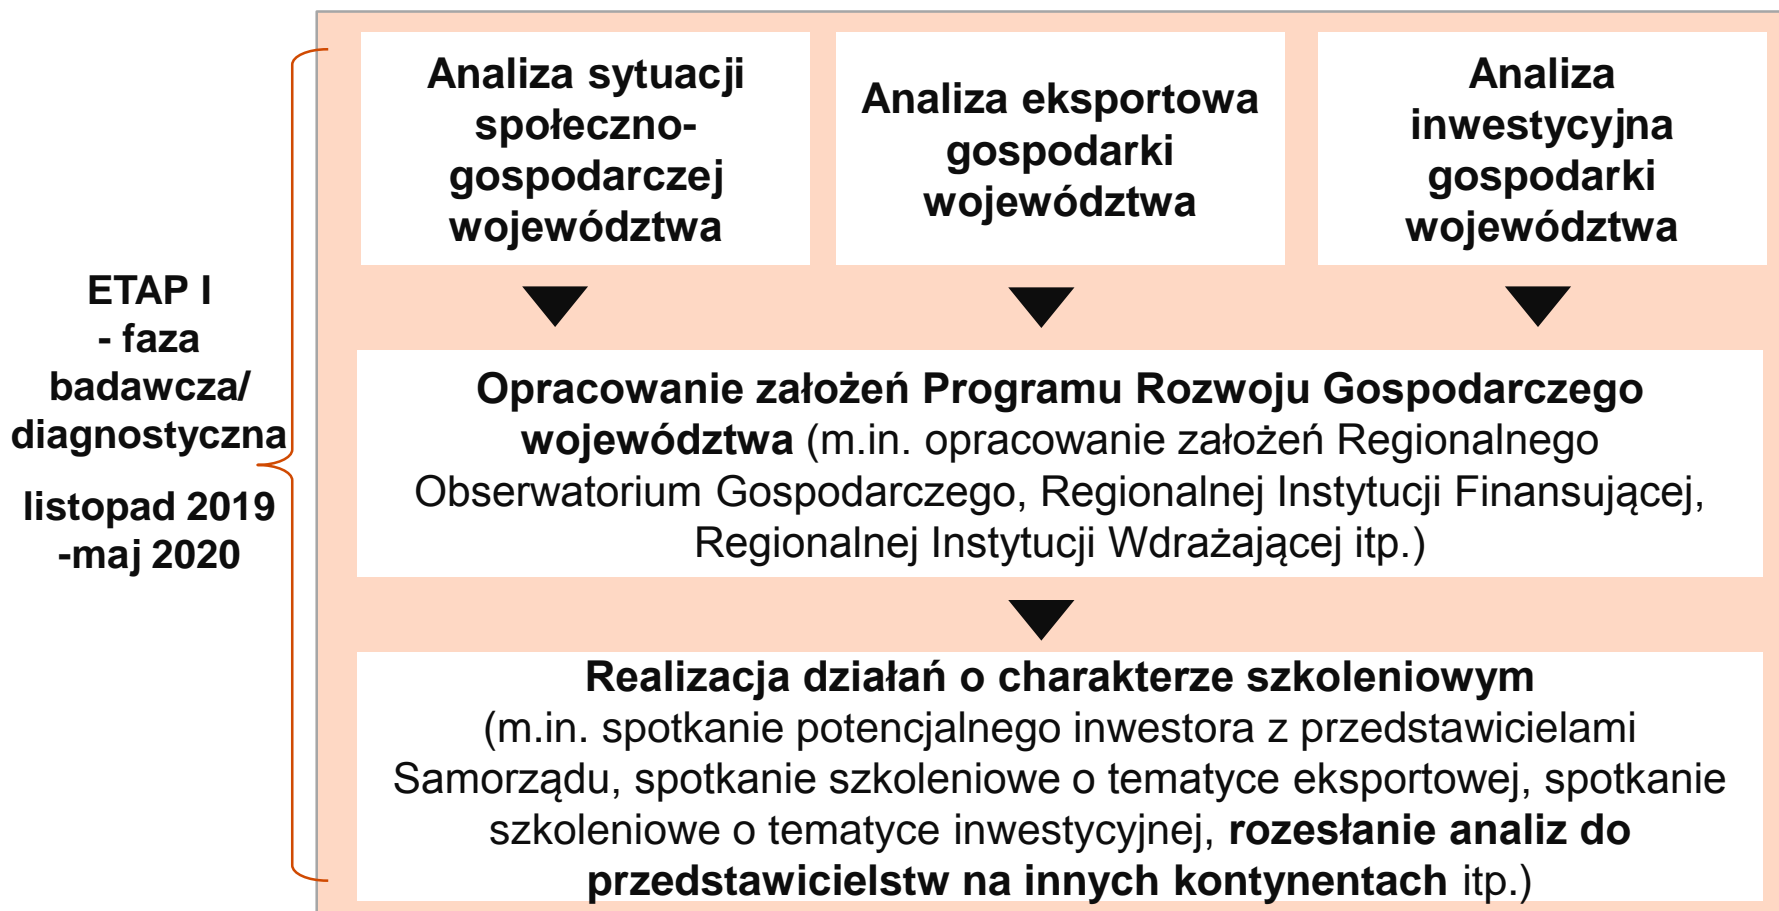 ETAP I
- faza
badawcza/
diagnostyczna
listopad 2019
-maj 2020
Analiza sytuacji
społeczno-
gospodarczej
województwa
Analiza eksportowa
gospodarki
województwa
Analiza
inwestycyjna
gospodarki
województwa
Opracowanie założeń Programu Rozwoju Gospodarczego
województwa (m.in. opracowanie założeń Regionalnego
Obserwatorium Gospodarczego, Regionalnej Instytucji Finansującej,
Regionalnej Instytucji Wdrażającej itp.)
Realizacja działań o charakterze szkoleniowym
(m.in. spotkanie potencjalnego inwestora z przedstawicielami
Samorządu, spotkanie szkoleniowe o tematyce eksportowej, spotkanie
szkoleniowe o tematyce inwestycyjnej, rozesłanie analiz do
przedstawicielstw na innych kontynentach itp.)